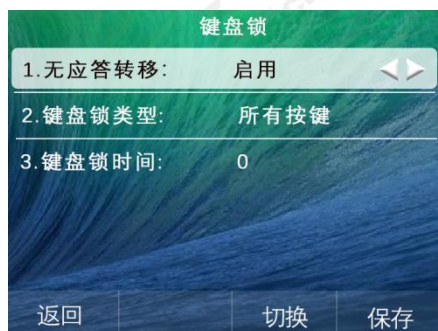 键盘锁
1.无应答转移: 启用
2.键盘锁类型: 所有按键
3.键盘锁时间: 0
返回 切换 保存